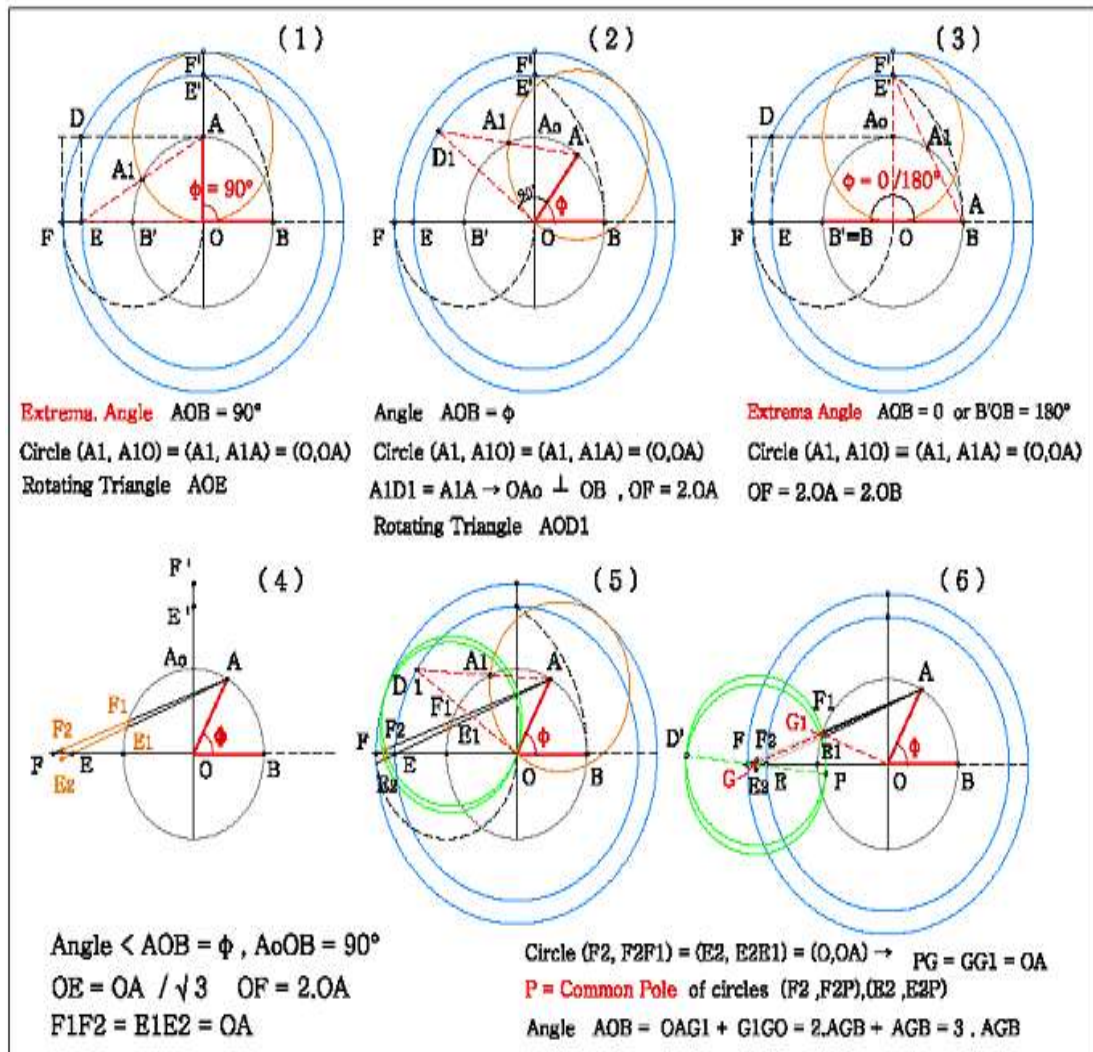 (1) (2) (3)
F' F' F'
E' E' E'
D A A1 Ao A D Ao A1
A1 D1
ϕ = 90° 90° ϕ ϕ = 0 /180° A
F E B' O B F E B' O B F E B'≡B O B
Extrema. Angle AOB = 90° Angle AOB = ϕ Extrema Angle AOB = 0 or B'OB = 180°
Circle (A1, A1O) = (A1, A1A) = (O,OA) Circle (A1, A1O) = (A1, A1A) = (O,OA) Circle (A1, A1O) ≡ (A1, A1A) = (O,OA)
Rotating Triangle AOE A1D1 = A1A → OAo ⊥ OB , OF = 2.OA OF = 2.OA = 2.OB
Rotating Triangle AOD1
F' (4) (5) (6)
E'
Ao A A1 A A
D1
F1 F1 F1
F2 F2 G1
E1 E1 D' F F2 E1
F E ϕ F E ϕ ϕ
E2 O B E2 O B G E2 E P O B
Angle < AOB = ϕ , AoOB = 90°
OE = OA / √3 OF = 2.OA
F1F2 = E1E2 = OA
Circle (F2, F2F1) = (E2, E2E1) = (O,OA) → PG = GG1 = OA
P = Common Pole of circles (F2 ,F2P),(E2 ,E2P)
Angle AOB = OAG1 + G1GO = 2.AGB + AGB = 3 . AGB